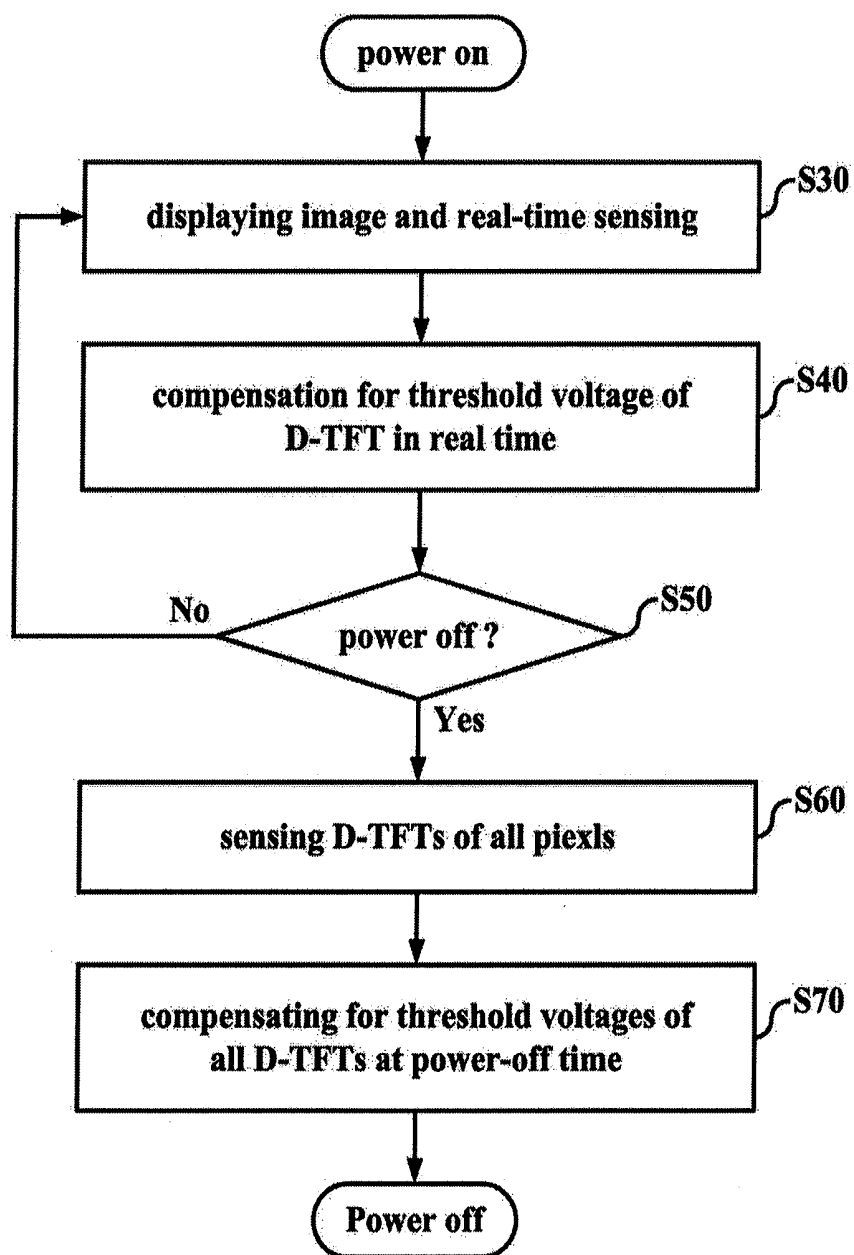 power on
S30
displaying image and real-time sensing
S40
compensation for threshold voltage of
D-TFT in real time
S50
No
power off ?
Yes
S60
sensing D-TFTs of all piexls
S70
compensating for threshold voltages of
all D-TFTs at power-off time
Power off